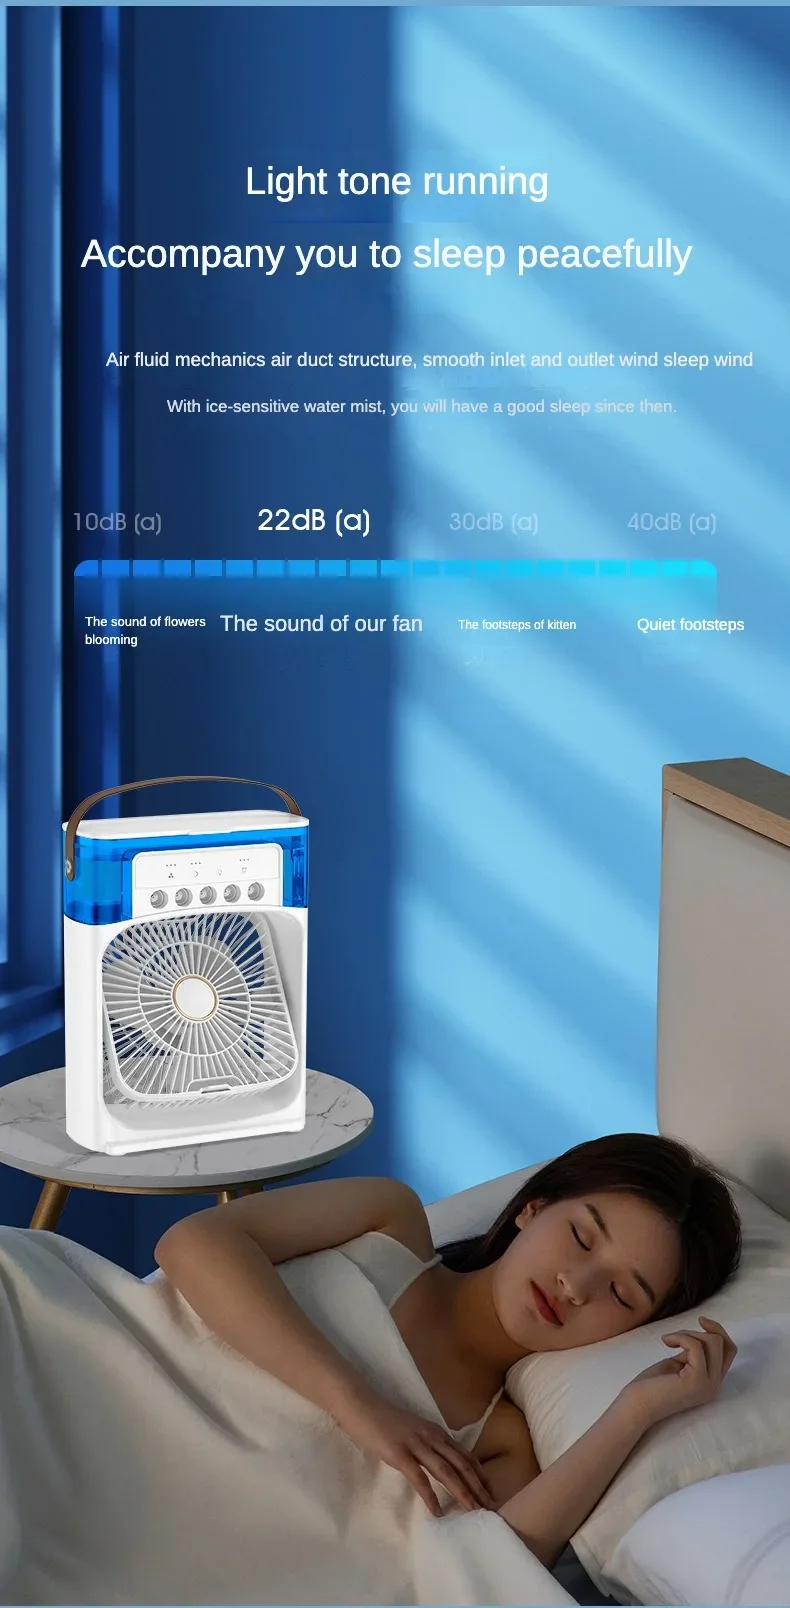 Light tone running
Accompany you to sleep peacefully
Air fluid mechanics air duct structure, smooth inlet and outlet wind sleep wind
With ice-sensitive water mist, you will have a good sleep since then.
10dB (a) 22dB (a) 30dB (a) 40dB (a)
The sound of flowers The sound of our fan The footsteps of kitten Quiet footsteps
blooming